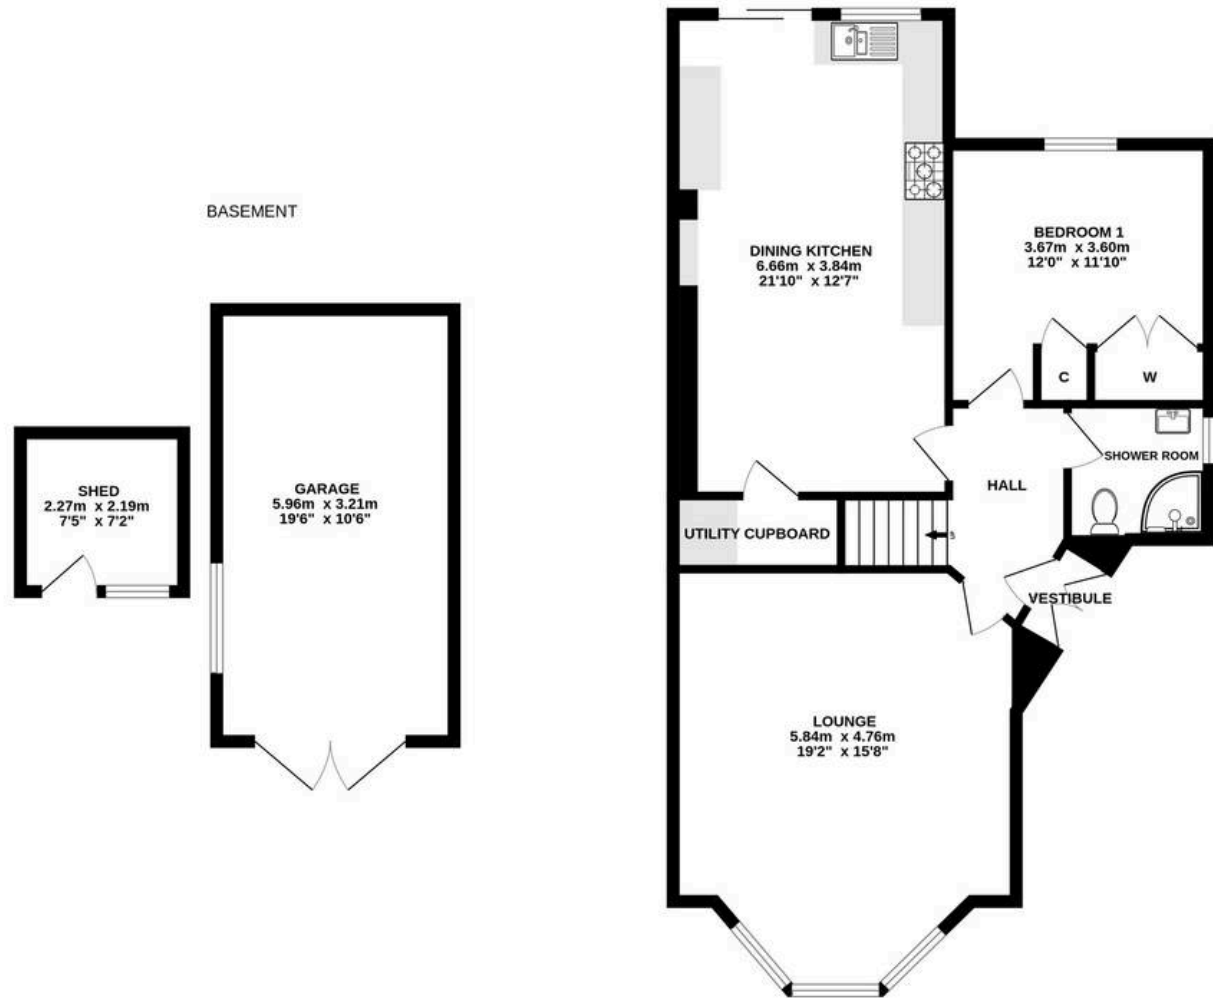 BASEMENT
SHED
2.27m x 2.19m
7'5" x 7'2"
GARAGE
5.96m x 3.21m
19'6" x 10'6"
DINING KITCHEN
6.66m x 3.84m
21'10" x 12'7"
BEDROOM 1
3.67m x 3.60m
12'0" x 11'10"
C
W
SHOWER ROOM
HALL
UTILITY CUPBOARD
VESTIBULE
LOUNGE
5.84m x 4.76m
19'2" x 15'8"